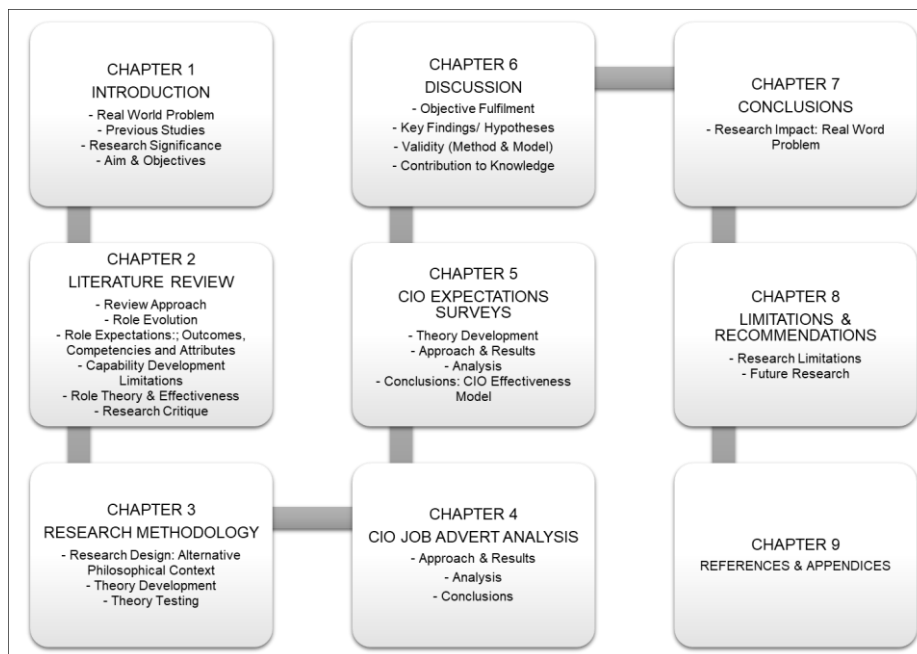 CHAPTER 1
INTRODUCTION
- Real World Problem
- Previous Studies
- Research Significance
- Aim & Objectives
CHAPTER 2
LITERATURE REVIEW
- Review Approach
- Role Evolution
- Role Expectations:; Outcomes,
Competencies and Attributes
- Capability Development
Limitations
- Role Theory & Effectiveness
- Research Critique
CHAPTER 3
RESEARCH METHODOLOGY
- Research Design: Alternative
Philosophical Context
- Theory Development
- Theory Testing
CHAPTER 4
CIO JOB ADVERT ANALYSIS
- Approach & Results
- Analysis
- Conclusions
CHAPTER 5
CIO EXPECTATIONS
SURVEYS
- Theory Development
- Approach & Results
- Analysis
- Conclusions: CIO Effectiveness
Model
CHAPTER 6
DISCUSSION
- Objective Fulfilment
- Key Findings/ Hypotheses
- Validity (Method & Model)
- Contribution to Knowledge
CHAPTER 7
CONCLUSIONS
- Research Impact: Real Word
Problem
CHAPTER 8
LIMITATIONS &
RECOMMENDATIONS
- Research Limitations
- Future Research
CHAPTER 9
REFERENCES & APPENDICES